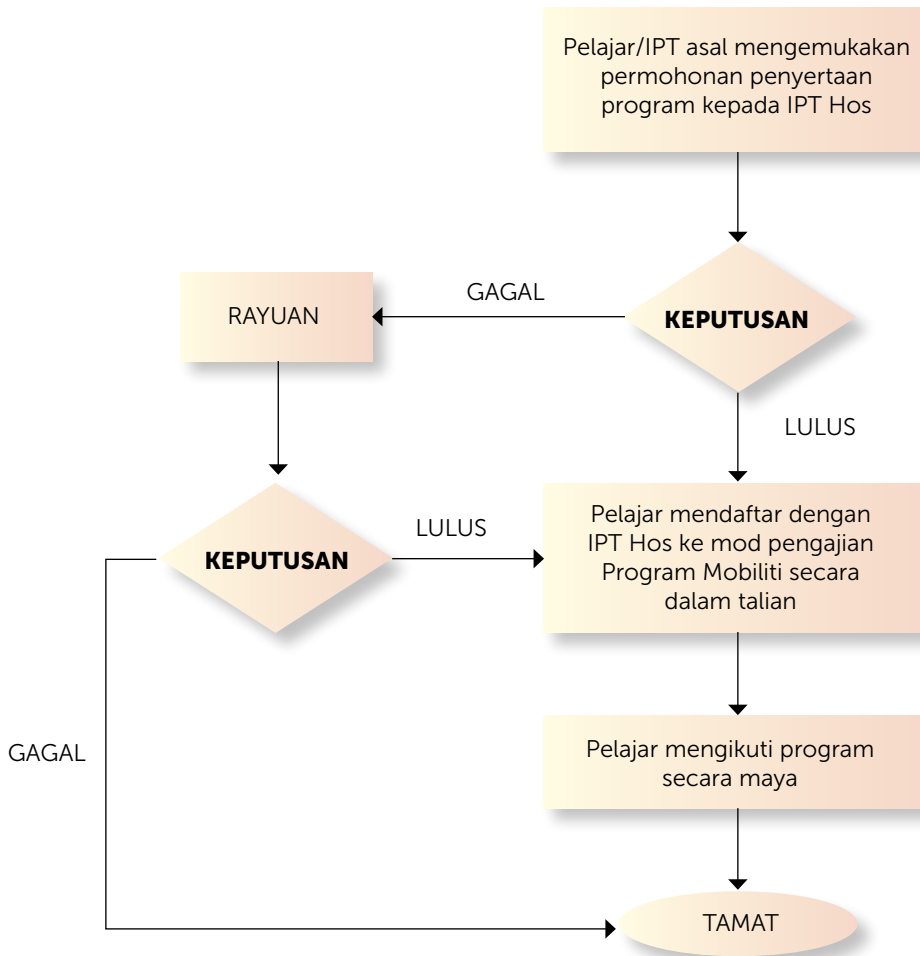 Pelajar/IPT asal mengemukakan
permohonan penyertaan
program kepada IPT Hos
GAGAL
RAYUAN
KEPUTUSAN
LULUS
Pelajar mendaftar dengan
IPT Hos ke mod pengajian
Program Mobiliti secara
dalam talian
LULUS
KEPUTUSAN
GAGAL
Pelajar mengikuti program
secara maya
TAMAT